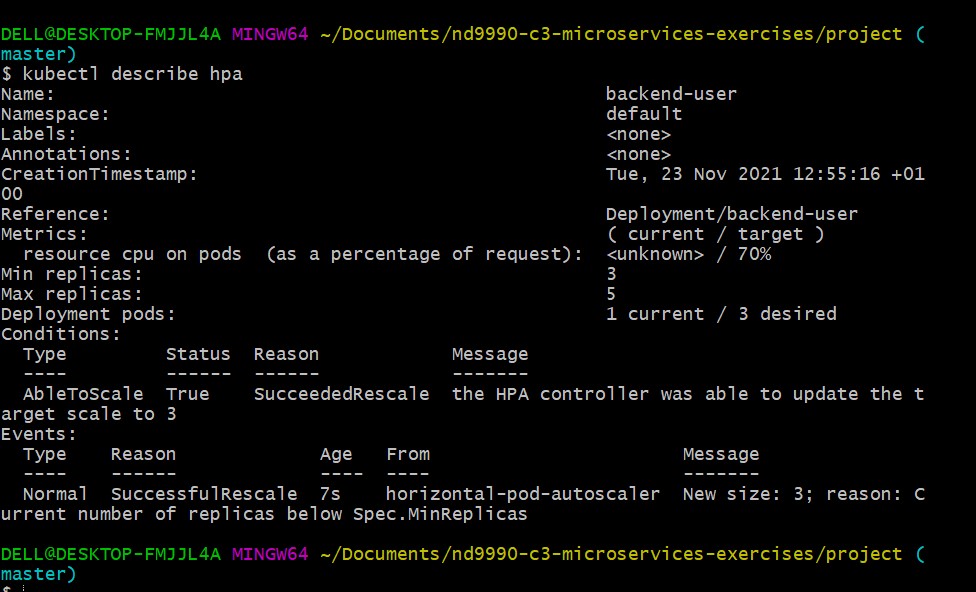 DELL@DESKTOP-FMJJL4A MINGW64 ~/Documents/nd9990-c3-microservices-exercises/project (
master)
$ kubectl describe hpa
Name:                                                  backend-user
Namespace:                                             default
Labels:                                                <none>
Annotations:                                           <none>
CreationTimestamp:                                     Tue, 23 Nov 2021 12:55:16 +01
00
Reference:                                             Deployment/backend-user
Metrics:                                               ( current / target )
  resource cpu on pods  (as a percentage of request):  <unknown> / 70%
Min replicas:                                          3
Max replicas:                                          5
Deployment pods:                                       1 current / 3 desired
Conditions:
  Type         Status  Reason            Message
  ----         ------  ------            -------
  AbleToScale  True    SucceededRescale  the HPA controller was able to update the t
arget scale to 3
Events:
  Type    Reason             Age   From                       Message
  ----    ------             ----  ----                       -------
  Normal  SuccessfulRescale  7s    horizontal-pod-autoscaler  New size: 3; reason: C
urrent number of replicas below Spec.MinReplicas
DELL@DESKTOP-FMJJL4A MINGW64 ~/Documents/nd9990-c3-microservices-exercises/project (
master)
$